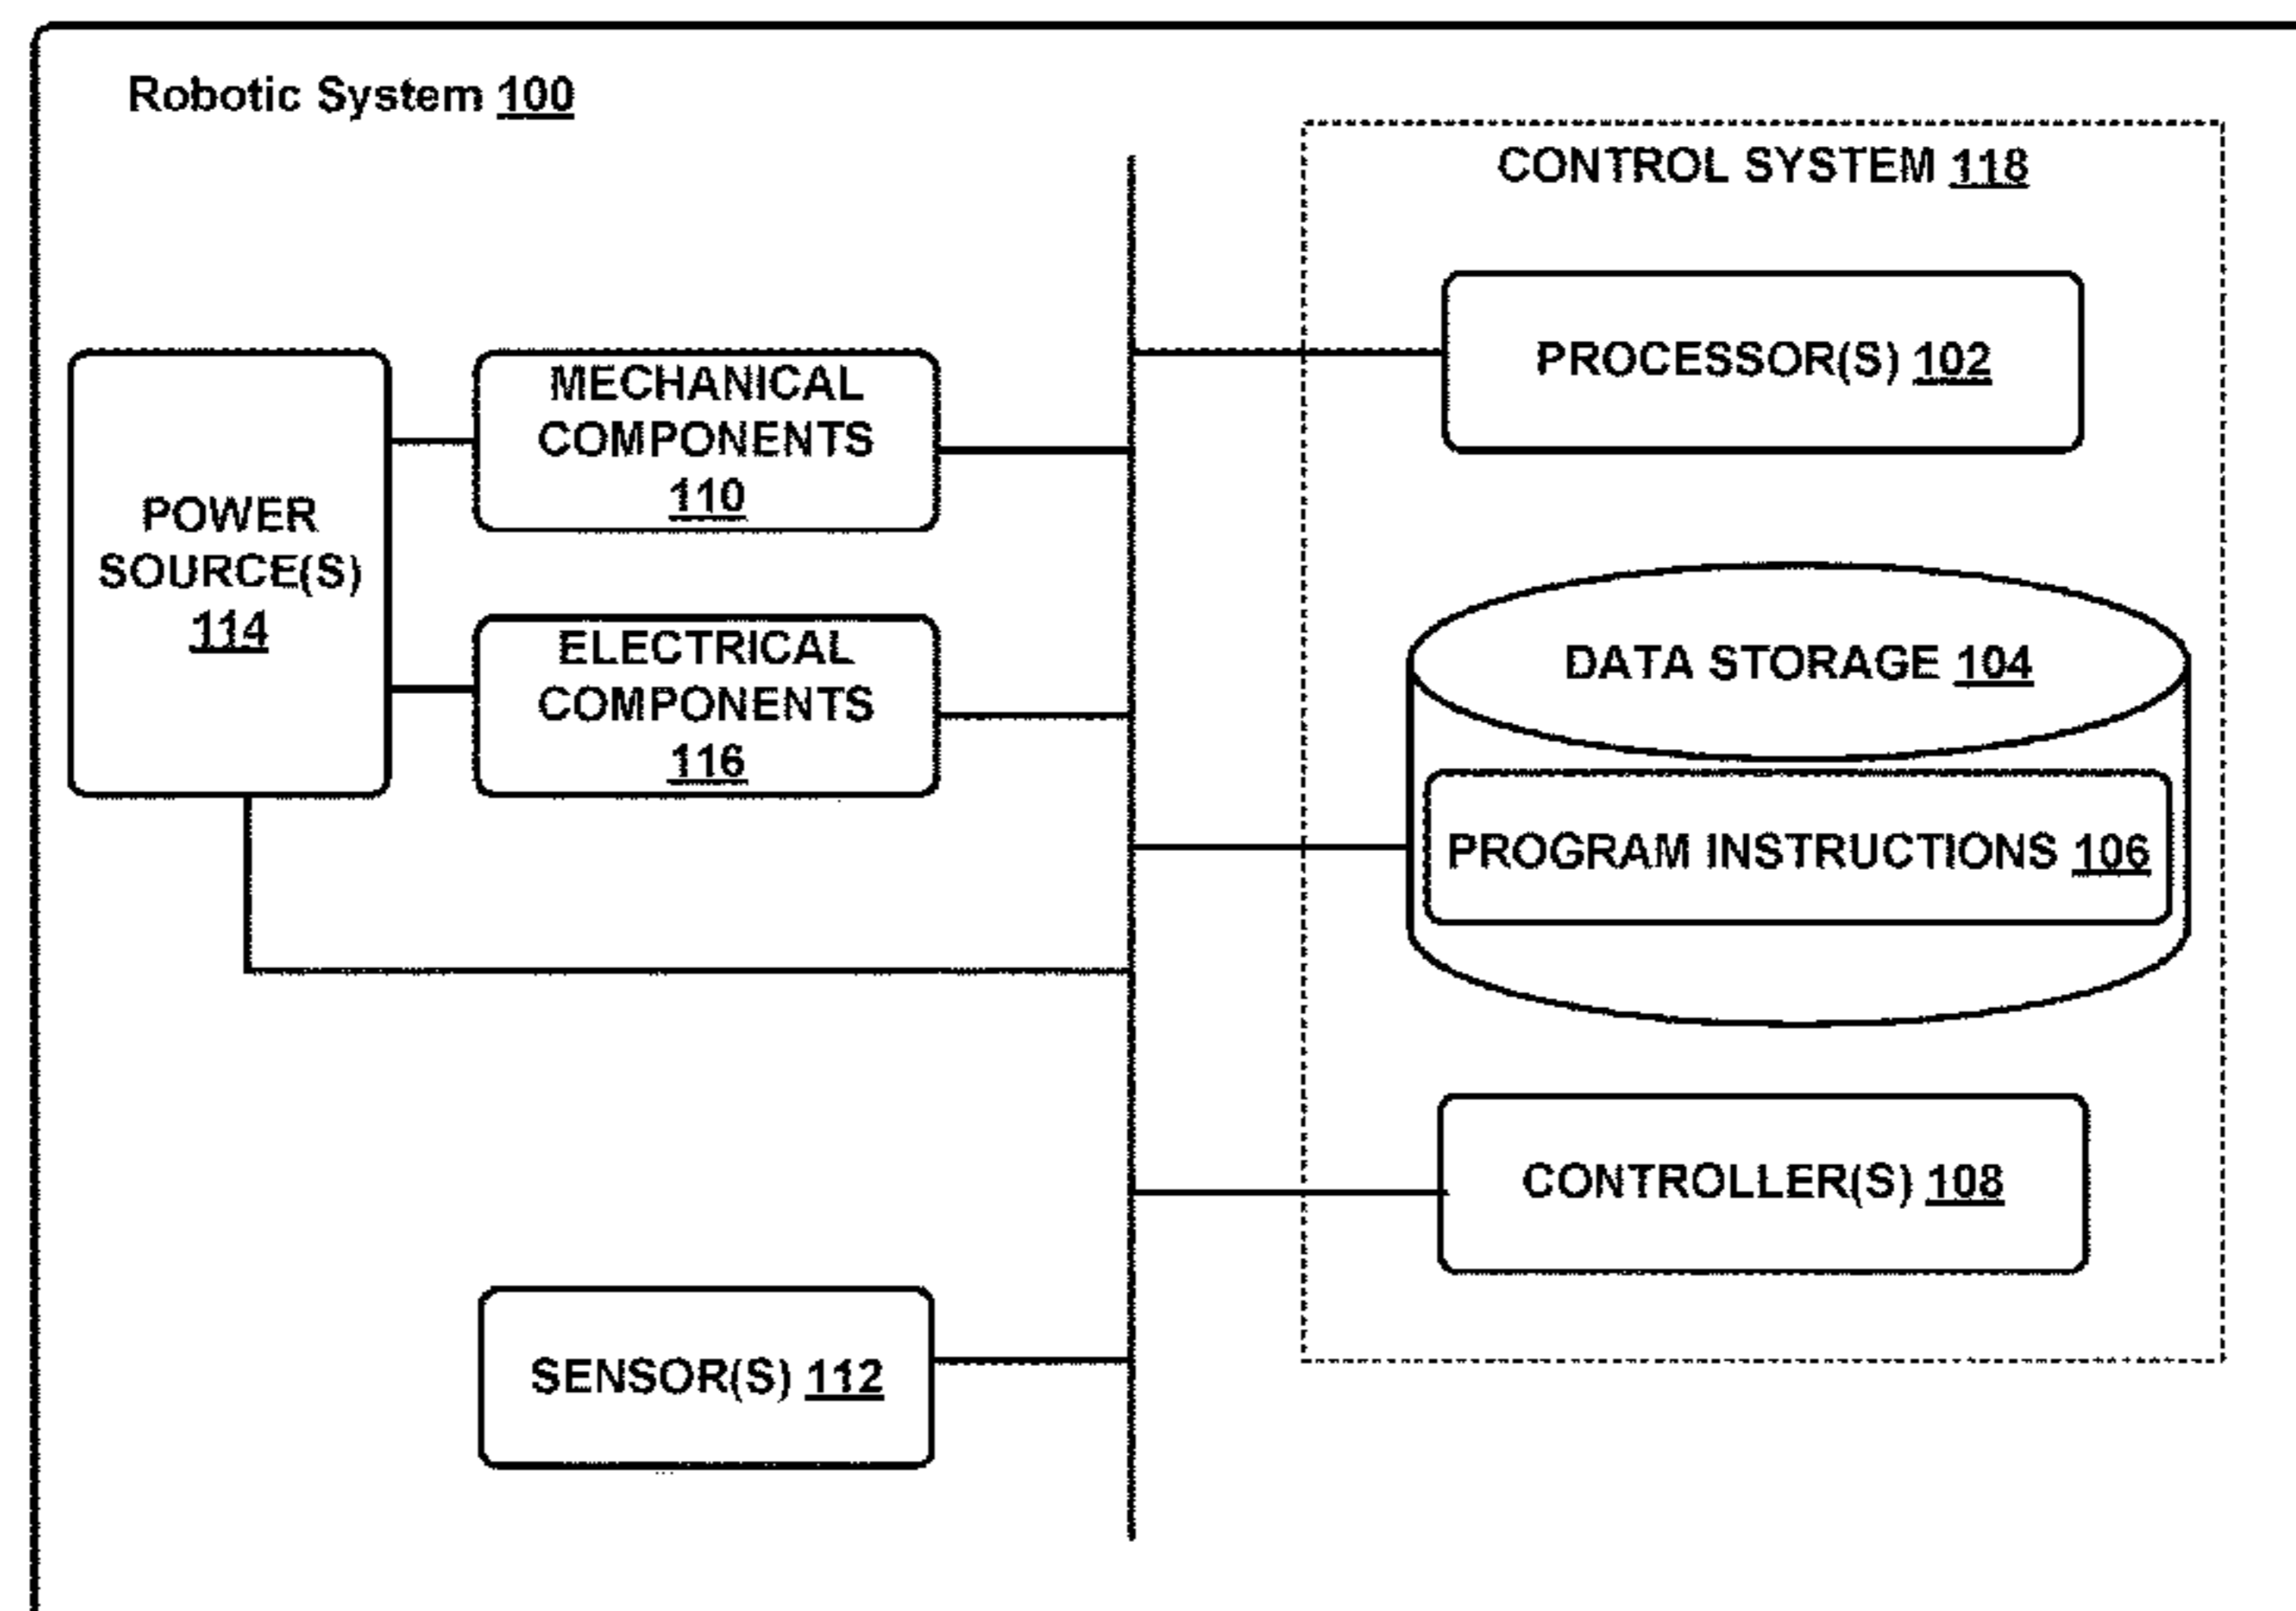 Robotic System 100
CONTROL SYSTEM 118
PROCESSOR(S) 102
MECHANICAL
COMPONENTS
110
POWER
SOURCE(S)
114
ELECTRICAL
COMPONENTS
116
DATA STORAGE 104
PROGRAM INSTRUCTIONS 106
CONTROLLER(S) 108
SENSOR(S) 112